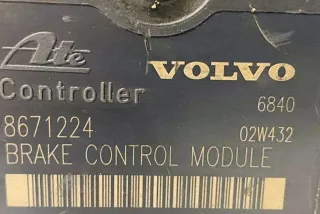 Ate VOLVO
Controller 6840
8671224 02W432
BRAKE CONTROL MODULE